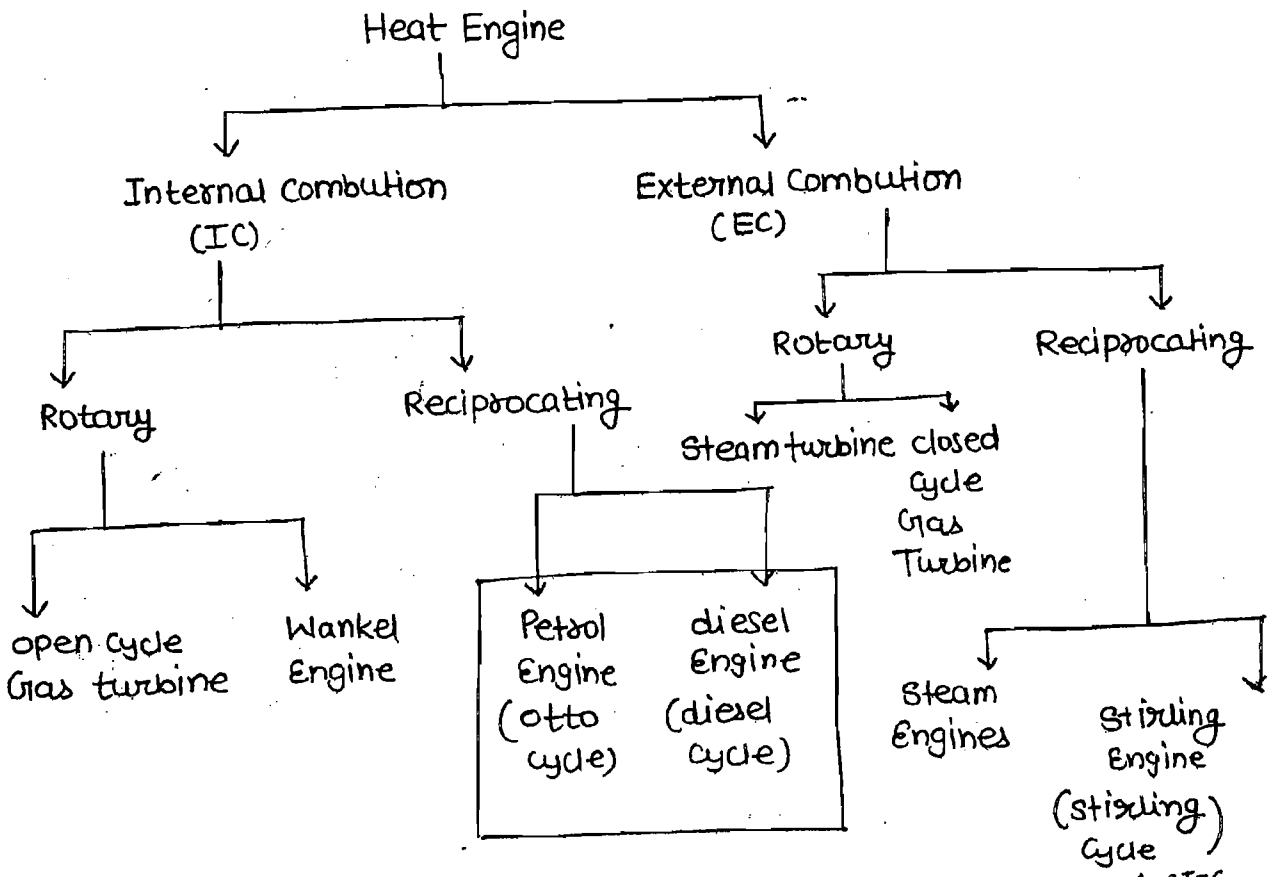 Heat Engine
Internal Combution
(IC)
External Combution
(EC)
Rotary
Reciprocating
Rotary
Reciprocating
Steam turbine
closed
cycle
Gas
Turbine
open cycle
Gas turbine
Wankel
Engine
Petrol
Engine
(otto
cycle)
diesel
Engine
(diesel
cycle)
Steam
Engines
Stirling
Engine
(stirling)
cycle